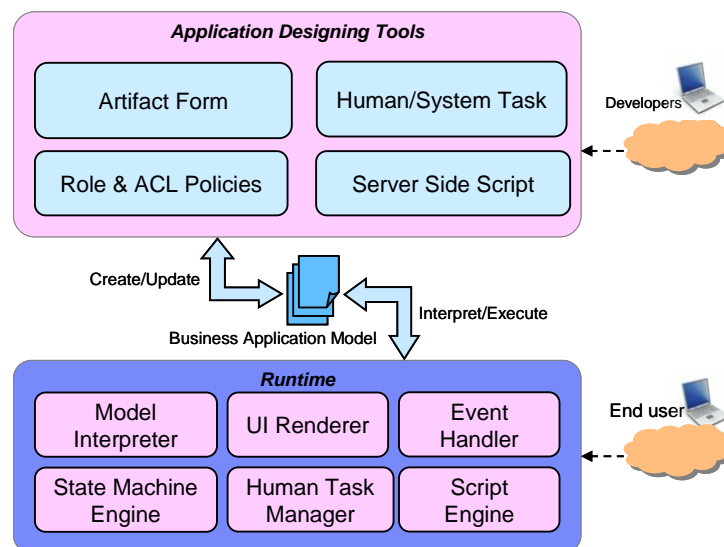 Application Designing Tools
Artifact Form
Human/System Task
Role & ACL Policies
Server Side Script
Developers
Create/Update
Interpret/Execute
Business Application Model
Runtime
Model
Interpreter
UI Renderer
Event
Handler
State Machine
Engine
Human Task
Manager
Script
Engine
End user